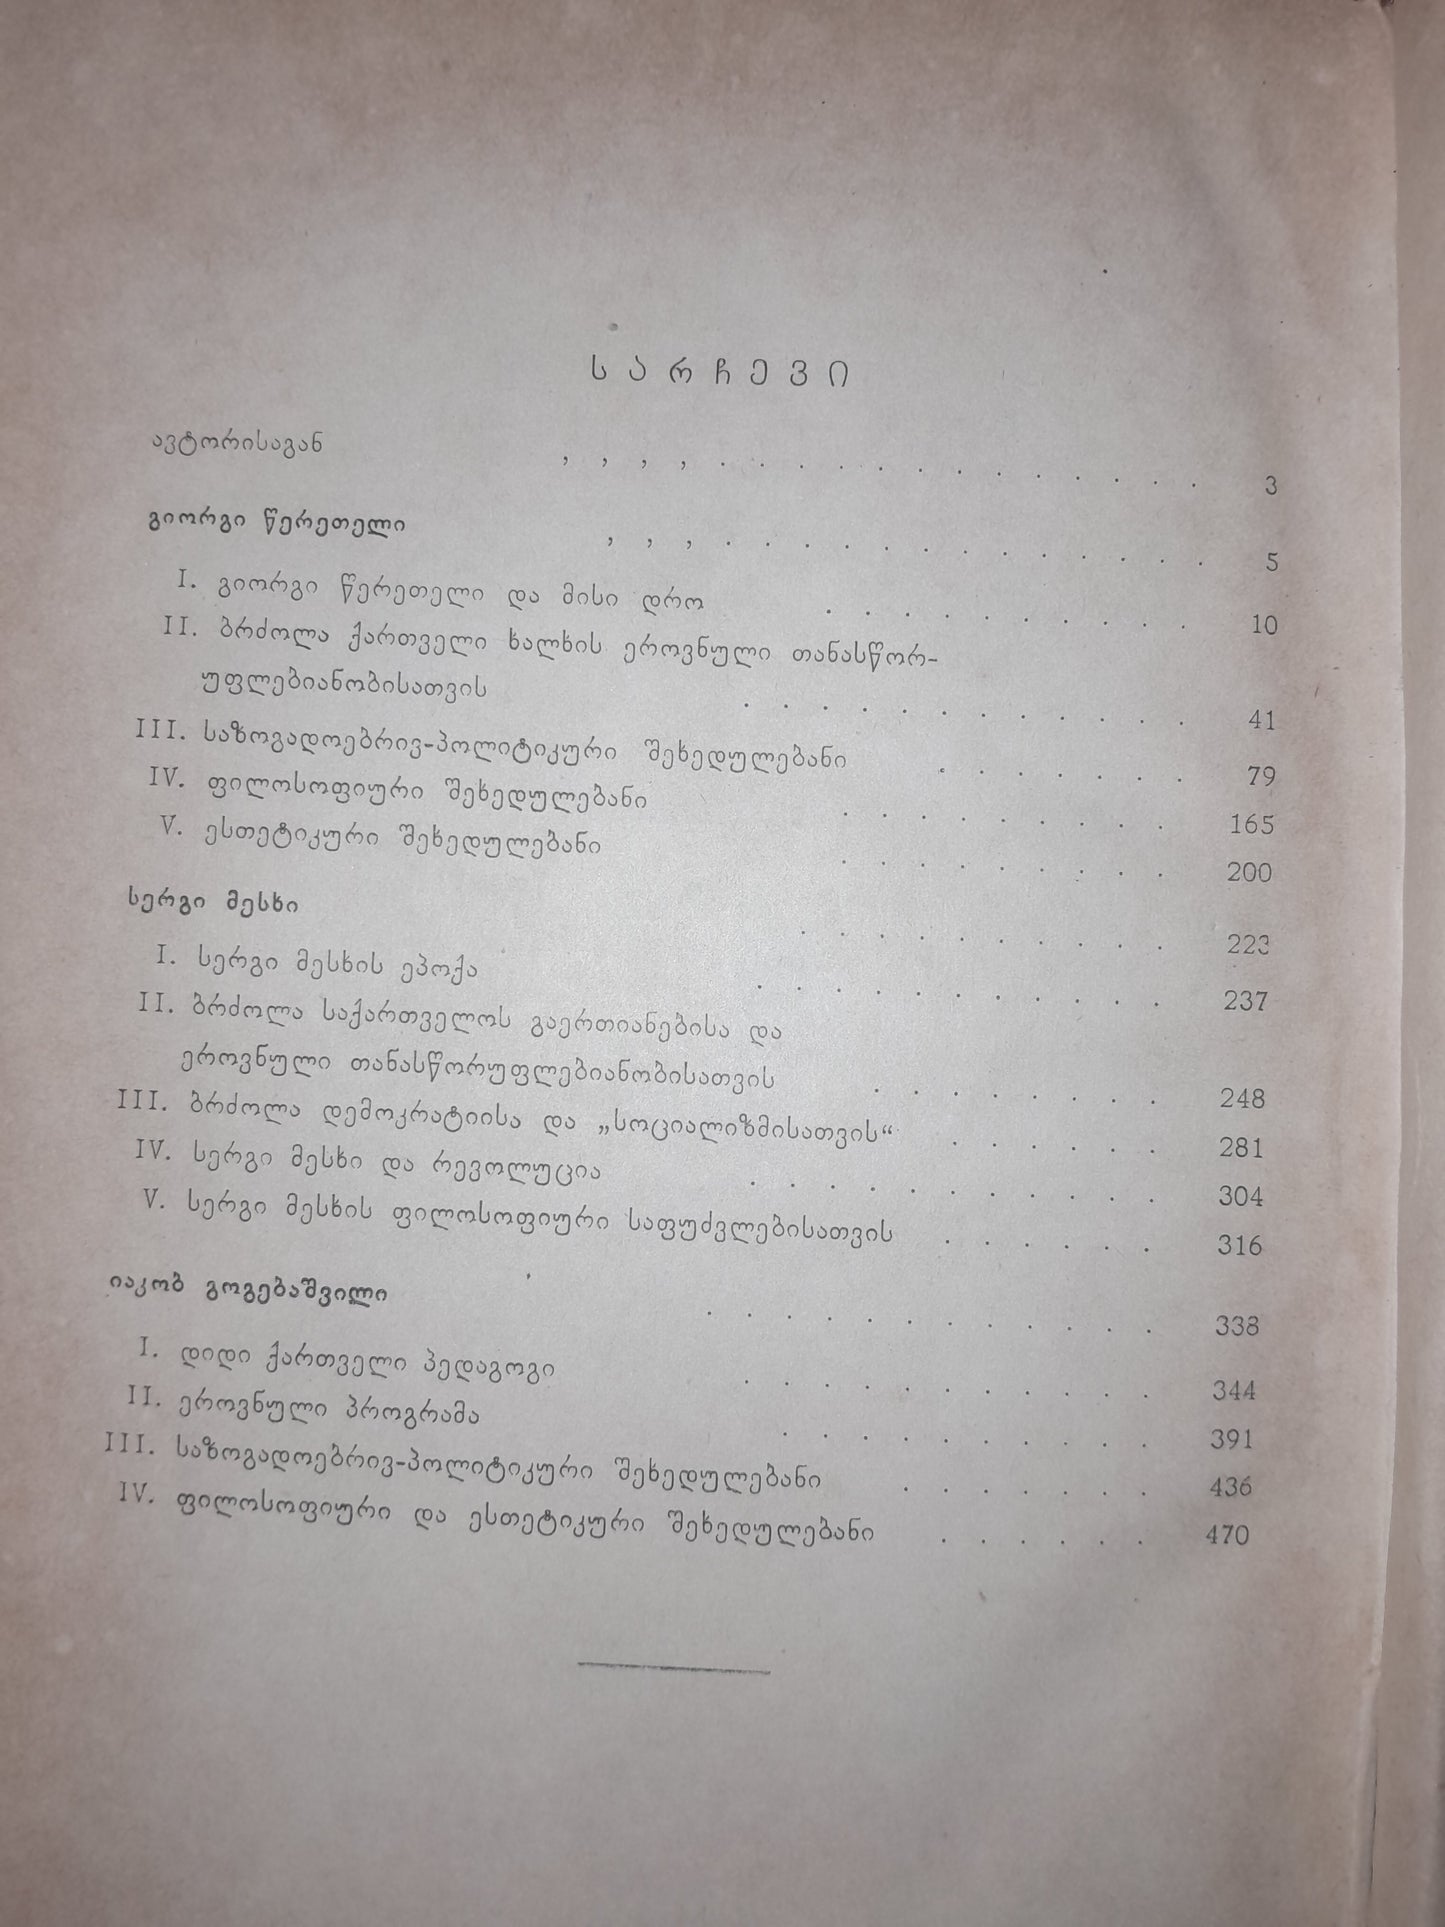 სარჩევი
ავტორისაგან , , , , . . . . . . . . . . . . . 3
გიორგი წერეთელი , , , . . . . . . . . . . . . . 5
I. გიორგი წერეთელი და მისი დრო . . . . . . . . . . 10
II. ბრძოლა ქართველი ხალხის ეროვნული თანასწორ-
უფლებიანობისათვის . . . . . . . . . . . . 41
III. საზოგადოებრივ-პოლიტიკური შეხედულებანი . . . . . . . 79
IV. ფილოსოფიური შეხედულებანი . . . . . . . . . 165
V. ესთეტიკური შეხედულებანი . . . . . . . . . 200
სერგი მესხი . . . . . . . . . . 223
I. სერგი მესხის ეპოქა . . . . . . . . . . . 237
II. ბრძოლა საქართველოს გაერთიანებისა და
ეროვნული თანასწორუფლებიანობისათვის . . . . . . . . 248
III. ბრძოლა დემოკრატიისა და „სოციალიზმისათვის“ . . . . . . 281
IV. სერგი მესხი და რევოლუცია . . . . . . . . . . . 304
V. სერგი მესხის ფილოსოფიური საფუძვლებისათვის . . . . . . 316
იაკობ გოგებაშვილი . . . . . . . . . . . . 338
I. დიდი ქართველი პედაგოგი . . . . . . . . . . . 344
II. ეროვნული პროგრამა . . . . . . . . . . 391
III. საზოგადოებრივ-პოლიტიკური შეხედულებანი . . . . . . . 436
IV. ფილოსოფიური და ესთეტიკური შეხედულებანი . . . . . . 470